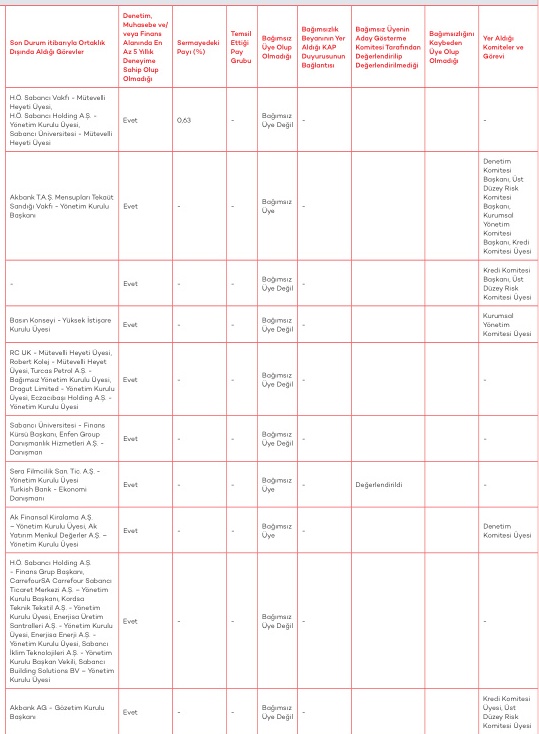 Son Durum itibarıyla Ortaklık
Dışında Aldığı Görevler
Denetim,
Muhasebe ve/
veya Finans
Alanında En
Az 5 Yıllık
Deneyime
Sahip Olup
Olmadığı
Sermayedeki
Payı (%)
Temsil
Ettiği
Pay
Grubu
Bağımsız
Üye Olup
Olmadığı
Bağımsızlık
Beyanının Yer
Aldığı KAP
Duyurusunun
Bağlantısı
Bağımsız Üyenin
Aday Gösterme
Komitesi Tarafından
Değerlendirilip
Değerlendirilmediği
Bağımsızlığını
Kaybeden
Üye Olup
Olmadığı
Yer Aldığı
Komiteler ve
Görevi
H.Ö. Sabancı Vakfı - Mütevelli
Heyeti Üyesi,
H.Ö. Sabancı Holding A.Ş. -
Yönetim Kurulu Üyesi,
Sabancı Üniversitesi - Mütevelli
Heyeti Üyesi
Evet
0,63
-
Bağımsız
Üye Değil
-
-
Akbank T.A.Ş. Mensupları Tekaüt
Sandığı Vakfı - Yönetim Kurulu
Başkanı
Evet
-
-
Bağımsız
Üye
-
Denetim
Komitesi
Başkanı, Üst
Düzey Risk
Komitesi
Başkanı,
Kurumsal
Yönetim
Komitesi
Başkanı, Kredi
Komitesi Üyesi
-
Evet
-
-
Bağımsız
Üye Değil
-
Kredi Komitesi
Başkanı, Üst
Düzey Risk
Komitesi Üyesi
Basın Konseyi - Yüksek İstişare
Kurulu Üyesi
Evet
-
-
Bağımsız
Üye Değil
-
Kurumsal
Yönetim
Komitesi Üyesi
RC UK - Mütevelli Heyeti Üyesi,
Robert Kolej - Mütevelli Heyet
Üyesi, Turcas Petrol A.Ş. -
Bağımsız Yönetim Kurulu Üyesi,
Dragut Limited - Yönetim Kurulu
Üyesi, Eczacıbaşı Holding A.Ş. -
Yönetim Kurulu Üyesi
Evet
-
-
Bağımsız
Üye Değil
-
-
Sabancı Üniversitesi - Finans
Kürsü Başkanı, Enfen Group
Danışmanlık Hizmetleri A.Ş. -
Danışman
Evet
-
-
Bağımsız
Üye Değil
-
-
Sera Filmcilik San. Tic. A.Ş. -
Yönetim Kurulu Üyesi
Turkish Bank - Ekonomi
Danışmanı
Evet
-
-
Bağımsız
Üye
-
Değerlendirildi
-
Ak Finansal Kiralama A.Ş.
– Yönetim Kurulu Üyesi, Ak
Yatırım Menkul Değerler A.Ş. –
Yönetim Kurulu Üyesi
Evet
-
-
Bağımsız
Üye
-
Denetim
Komitesi Üyesi
H.Ö. Sabancı Holding A.Ş.
- Finans Grup Başkanı,
CarrefourSA Carrefour Sabancı
Ticaret Merkezi A.Ş. – Yönetim
Kurulu Başkanı, Kordsa
Teknik Tekstil A.Ş. - Yönetim
Kurulu Üyesi, Enerjisa Üretim
Santralleri A.Ş. - Yönetim Kurulu
Üyesi, Enerjisa Enerji A.Ş. -
Yönetim Kurulu Üyesi, Sabancı
İklim Teknolojileri A.Ş. - Yönetim
Kurulu Başkan Vekili, Sabancı
Building Solutions BV – Yönetim
Kurulu Üyesi
Evet
-
-
Bağımsız
Üye Değil
-
-
Akbank AG - Gözetim Kurulu
Başkanı
Evet
-
-
Bağımsız
Üye Değil
-
Kredi Komitesi
Üyesi, Üst
Düzey Risk
Komitesi Üyesi